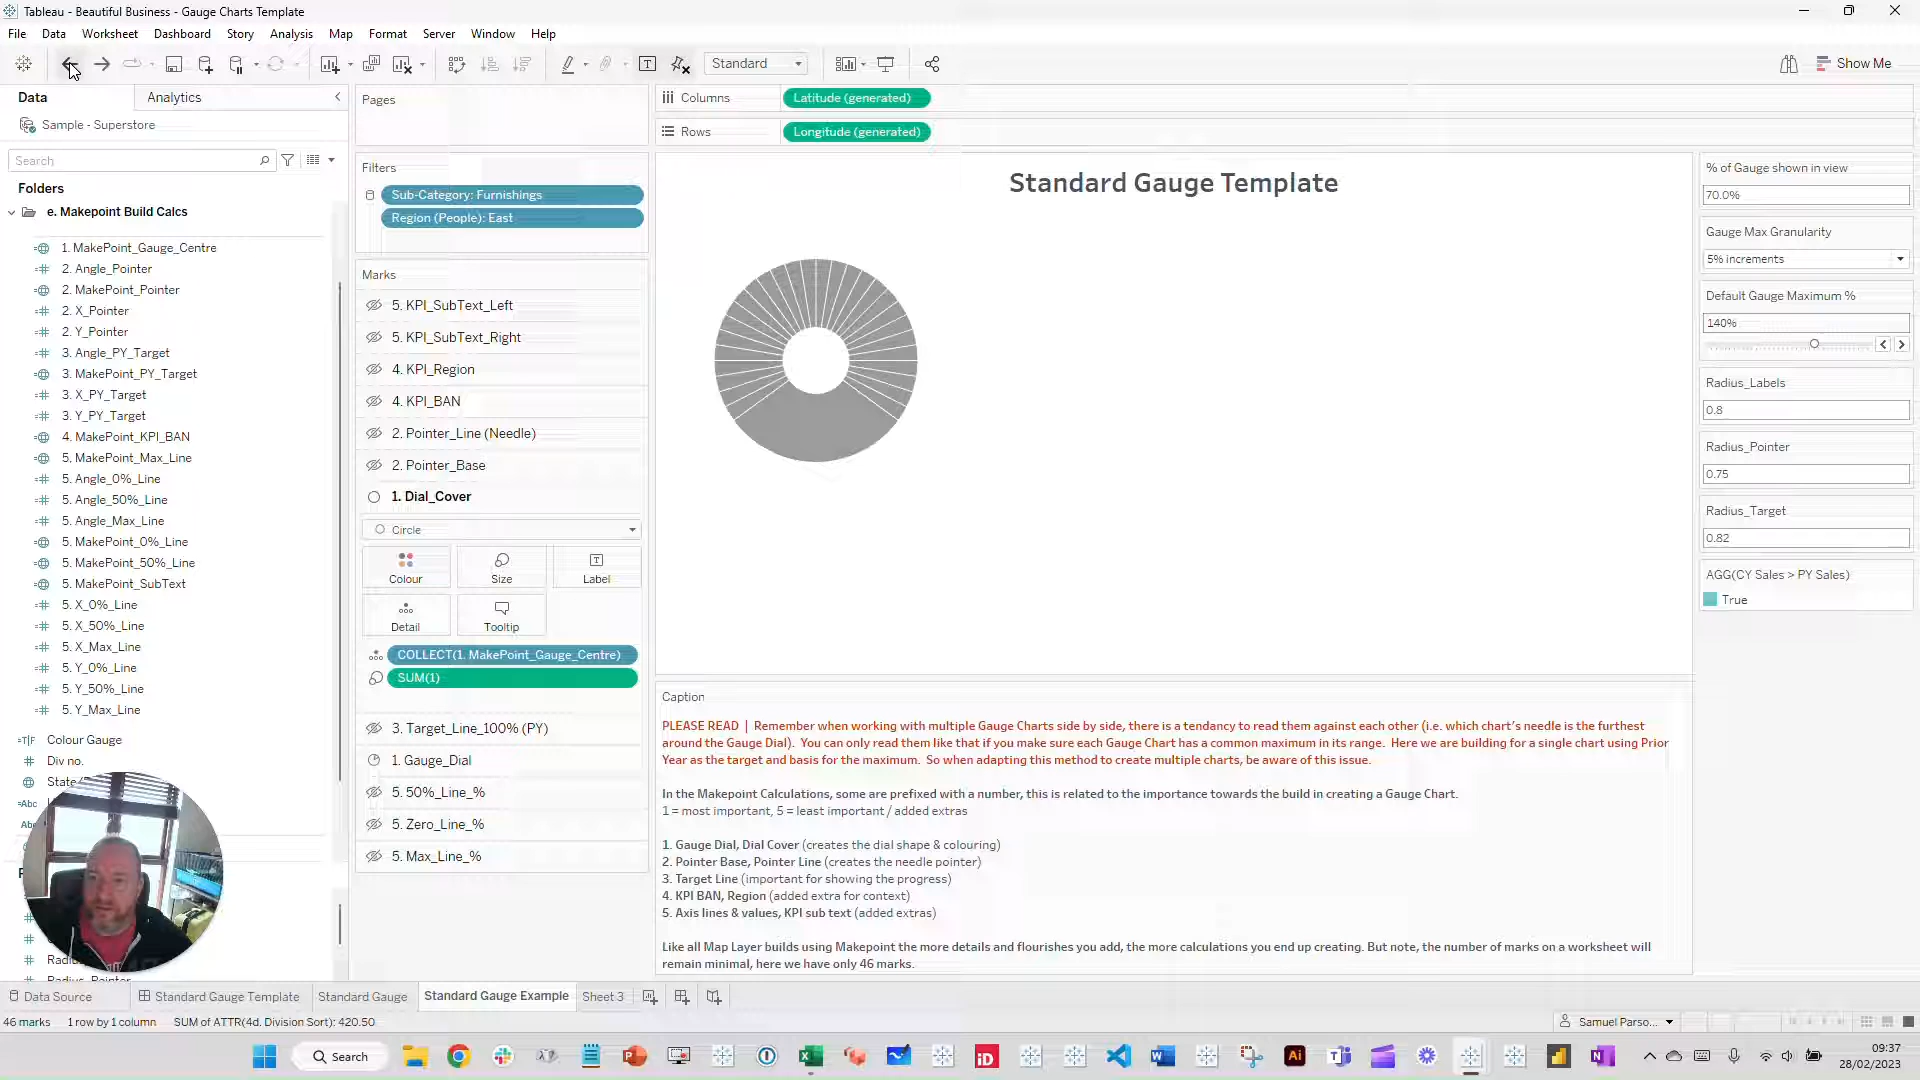 Tableau - Beautiful Business - Gauge Charts Template
File Data Worksheet Dashboard Story Analysis Map Format Server Window Help
Standard
Show Me
Data
Analytics
Sample - Superstore
Search
Folders
e. Makepoint Build Calcs
1. MakePoint_Gauge_Centre
2. Angle_Pointer
2. MakePoint_Pointer
2. X_Pointer
2. Y_Pointer
3. Angle_PY_Target
3. MakePoint_PY_Target
3. X_PY_Target
3. Y_PY_Target
4. MakePoint_KPI_BAN
5. MakePoint_Max_Line
5. Angle_0%_Line
5. Angle_50%_Line
5. Angle_Max_Line
5. MakePoint_0%_Line
5. MakePoint_50%_Line
5. MakePoint_SubText
5. X_0%_Line
5. X_50%_Line
5. X_Max_Line
5. Y_0%_Line
5. Y_50%_Line
5. Y_Max_Line
Colour Gauge
Div no.
Pages
Filters
Sub-Category: Furnishings
Region (People): East
Marks
5. KPI_SubText_Left
5. KPI_SubText_Right
4. KPI_Region
4. KPI_BAN
2. Pointer_Line (Needle)
2. Pointer_Base
1. Dial_Cover
Circle
Colour
Size
Label
Detail
Tooltip
COLLECT(1. MakePoint_Gauge_Centre)
SUM(1)
3. Target_Line_100% (PY)
1. Gauge_Dial
5. 50%_Line_%
5. Zero_Line_%
5. Max_Line_%
Columns
Latitude (generated)
Rows
Longitude (generated)
Standard Gauge Template
Caption
PLEASE READ | Remember when working with multiple Gauge Charts side by side, there is a tendency to read them against each other (i.e. which chart's needle is the furthest
around the Gauge Dial). You can only read them like that if you make sure each Gauge Chart has a common maximum in its range. Here we are building for a single chart using Prior
Year as the target and basis for the maximum. So when adapting this method to create multiple charts, be aware of this issue.
In the Makepoint Calculations, some are prefixed with a number, this is related to the importance towards the build in creating a Gauge Chart.
1 = most important, 5 = least important / added extras
1. Gauge Dial, Dial Cover (creates the dial shape & colouring)
2. Pointer Base, Pointer Line (creates the needle pointer)
3. Target Line (important for showing the progress)
4. KPI BAN, Region (added extra for context)
5. Axis lines & values, KPI sub text (added extras)
Like all Map Layer builds using Makepoint the more details and flourishes you add, the more calculations you end up creating. But note, the number of marks on a worksheet will
remain minimal, here we have only 46 marks.
% of Gauge shown in view
70.0%
Gauge Max Granularity
5% increments
Default Gauge Maximum %
140%
Radius_Labels
0.8
Radius_Pointer
0.75
Radius_Target
0.82
AGG(CY Sales > PY Sales)
True
Data Source
Standard Gauge Template
Standard Gauge
Standard Gauge Example
Sheet 3
46 marks
1 row by 1 column
SUM of ATTR(4d. Division Sort): 420.50
Samuel Parso...
Search
09:37
28/02/2023